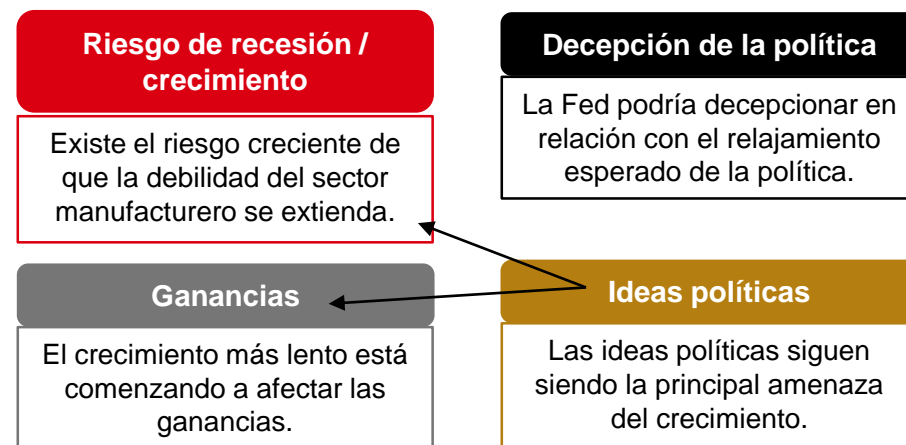 Riesgo de recesión /
crecimiento
Existe el riesgo creciente de
que la debilidad del sector
manufacturero se extienda.
Decepción de la política
La Fed podría decepcionar en
relación con el relajamiento
esperado de la política.
Ganancias
El crecimiento más lento está
comenzando a afectar las
ganancias.
Ideas políticas
Las ideas políticas siguen
siendo la principal amenaza
del crecimiento.